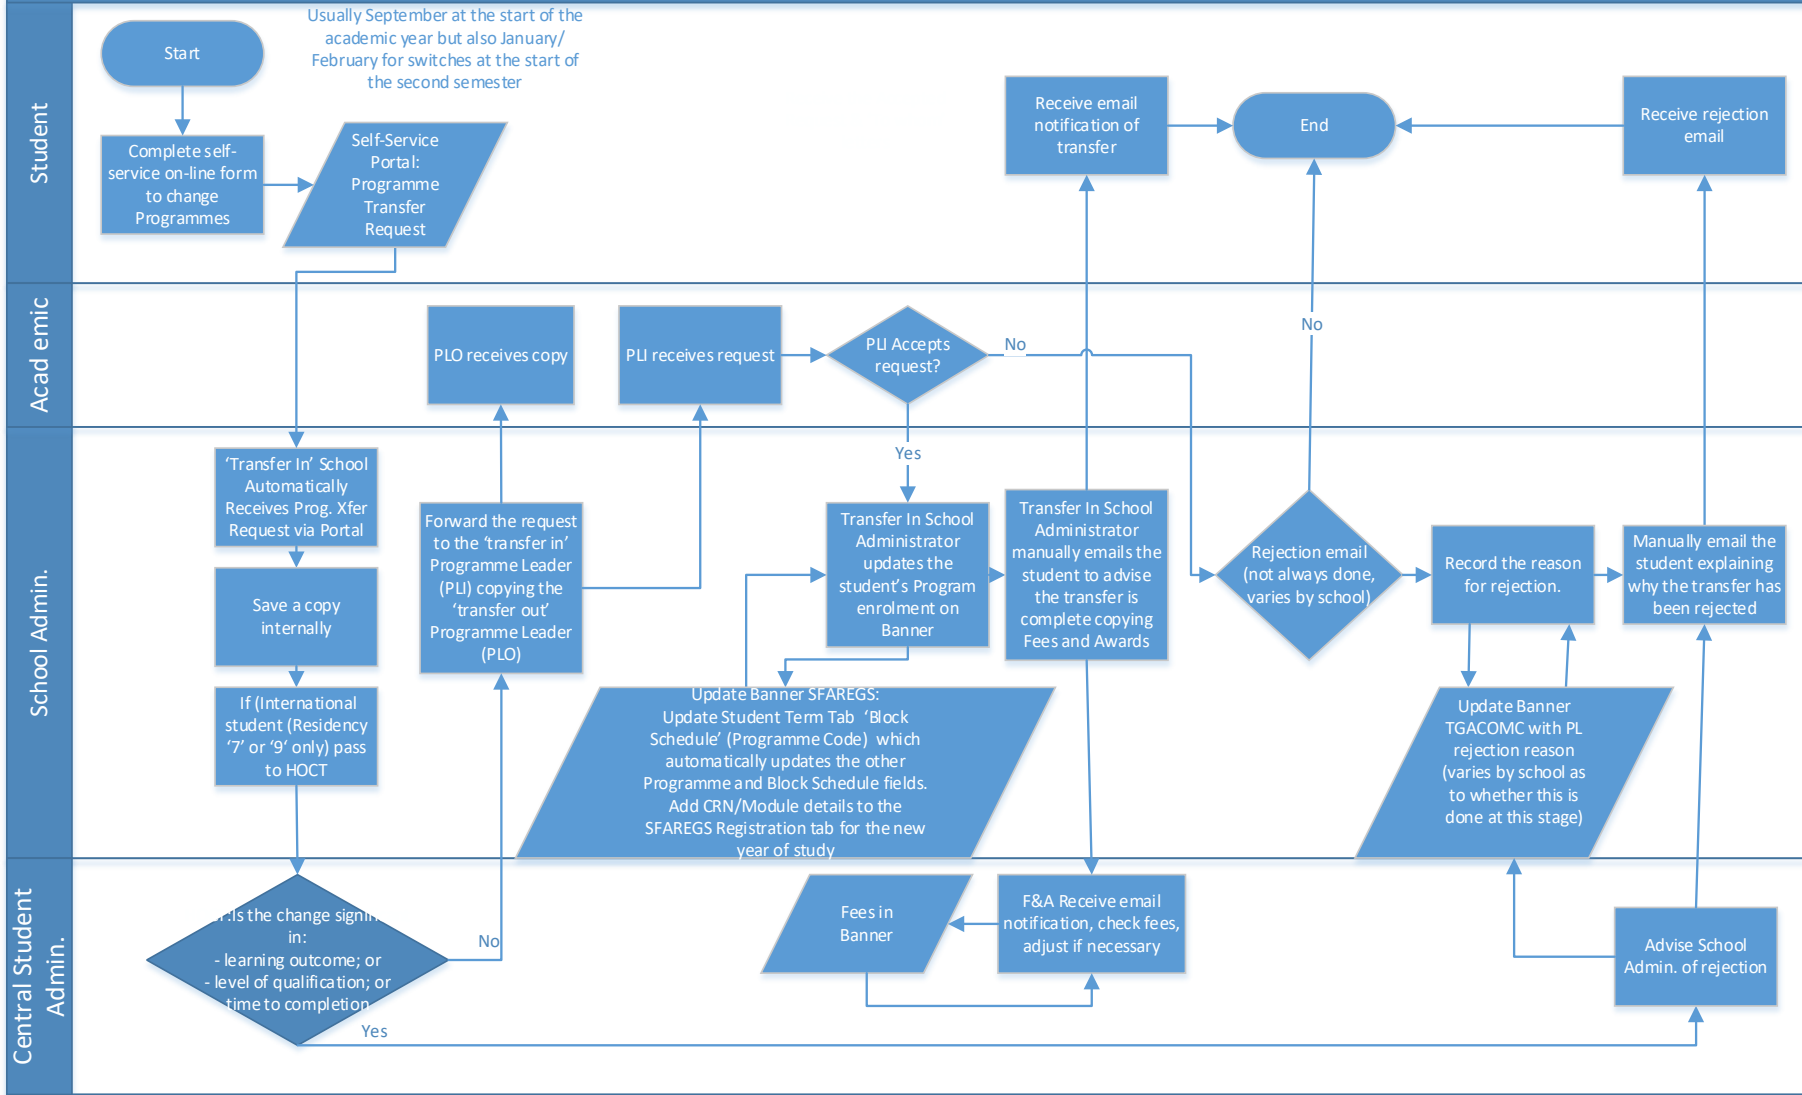 Usually September at the start of the
academic year but also January/
February for switches at the start of
the second semester
Student
Start
Complete self-
service on-line form
to change
Programmes
Self-Service
Portal:
Programme
Transfer
Request
Receive email
notification of
transfer
End
Receive rejection
email
Acad emic
PLO receives copy
PLI receives request
PLI Accepts
request?
No
No
Yes
School Admin.
‘Transfer In’ School
Automatically
Receives Prog. Xfer
Request via Portal
Save a copy
internally
If (International
student (Residency
‘7’ or ‘9’ only) pass
to HOCT
Forward the request
to the ‘transfer in’
Programme Leader
(PLI) copying the
‘transfer out’
Programme Leader
(PLO)
Transfer In School
Administrator
updates the
student’s Program
enrolment on
Banner
Transfer In School
Administrator
manually emails the
student to advise
the transfer is
complete copying
Fees and Awards
Rejection email
(not always done,
varies by school)
Record the reason
for rejection.
Manually email the
student explaining
why the transfer has
been rejected
Update Banner SFAREGS:
Update Student Term Tab ‘Block
Schedule’ (Programme Code) which
automatically updates the other
Programme and Block Schedule fields.
Add CRN/Module details to the
SFAREGS Registration tab for the new
year of study
Update Banner
TGACOMC with PL
rejection reason
(varies by school as
to whether this is
done at this stage)
Central Student
Admin.
Is the change
in:
- learning outcome; or
- level of qualification; or
time to completion
No
Yes
Fees in
Banner
F&A Receive email
notification, check fees,
adjust if necessary
Advise School
Admin. of rejection